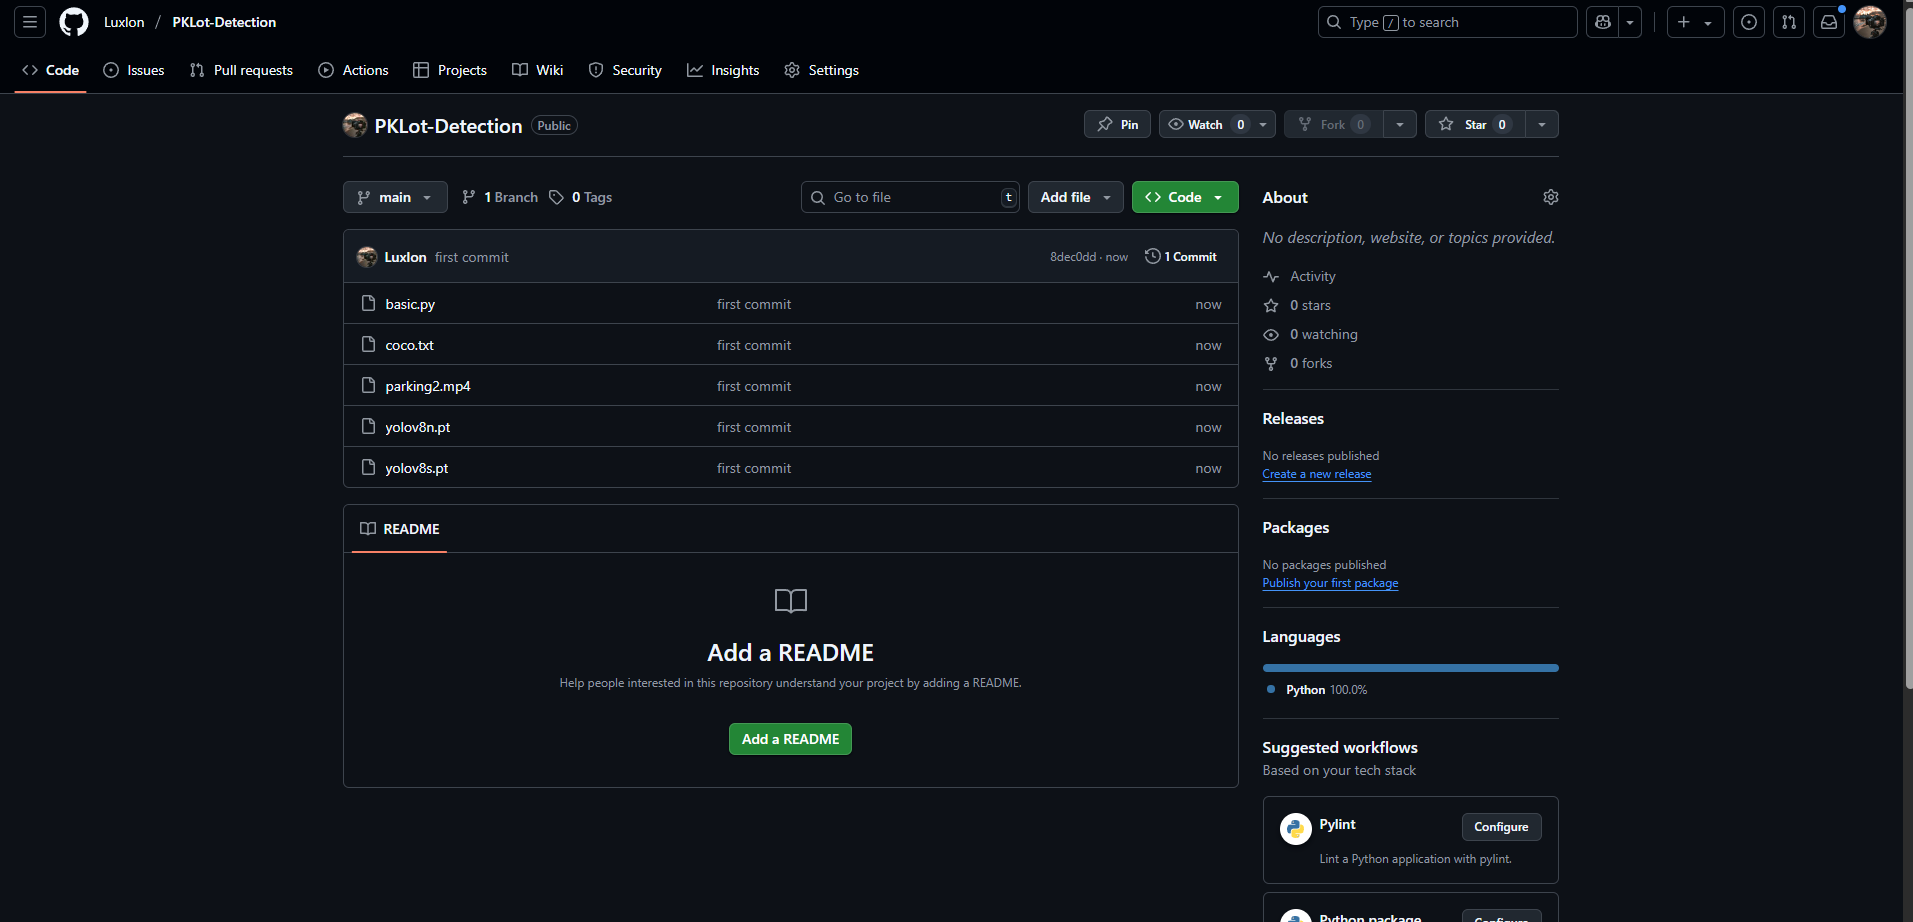 Luxlon / PKLot-Detection
Type / to search
Code Issues Pull requests Actions Projects Wiki Security Insights Settings
PKLot-Detection Public
Pin Watch 0 Fork 0 Star 0
main 1 Branch 0 Tags
Go to file t Add file Code
Luxlon first commit 8dec0dd · now 1 Commit
basic.py first commit now
coco.txt first commit now
parking2.mp4 first commit now
yolov8n.pt first commit now
yolov8s.pt first commit now
README
Add a README
Help people interested in this repository understand your project by adding a README.
Add a README
About
No description, website, or topics provided.
Activity
0 stars
0 watching
0 forks
Releases
No releases published
Create a new release
Packages
No packages published
Publish your first package
Languages
Python 100.0%
Suggested workflows
Based on your tech stack
Pylint Configure
Lint a Python application with pylint.
Python package Configure